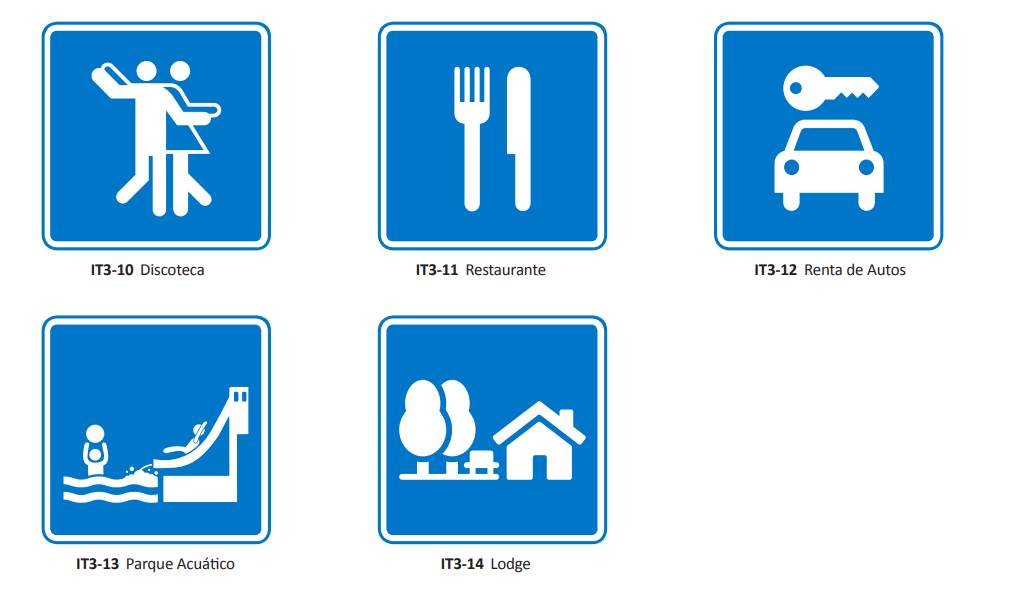 IT3-10 Discoteca
IT3-11 Restaurante
IT3-12 Renta de Autos
IT3-13 Parque Acuático
IT3-14 Lodge